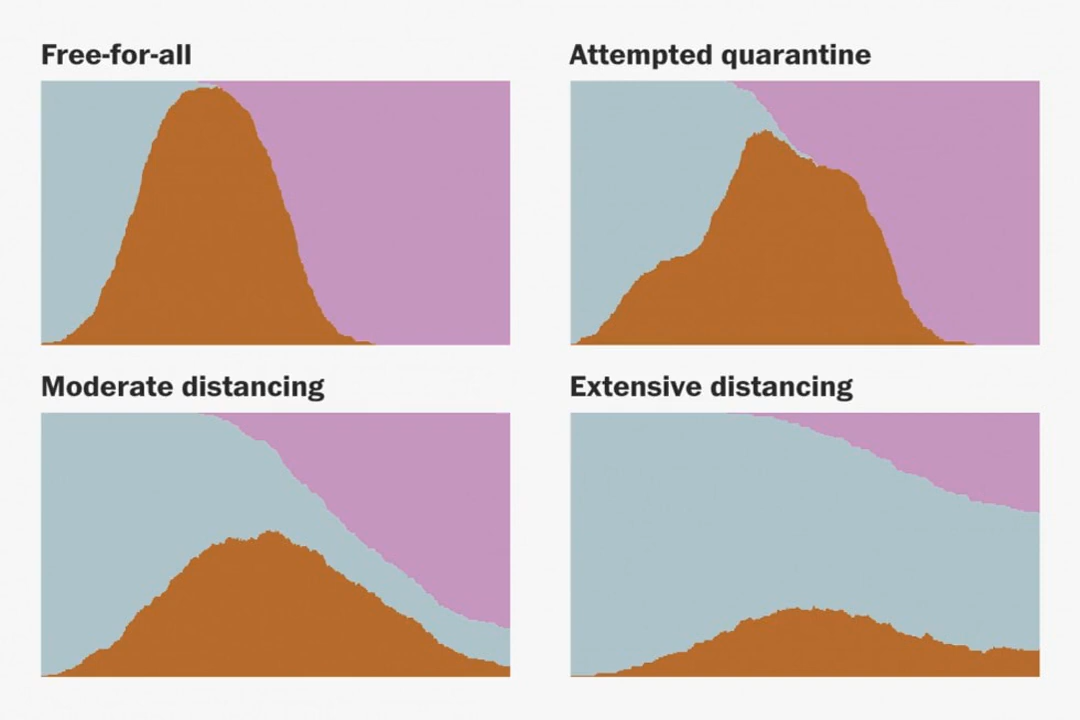 Free-for-all
Attempted quarantine
Moderate distancing
Extensive distancing